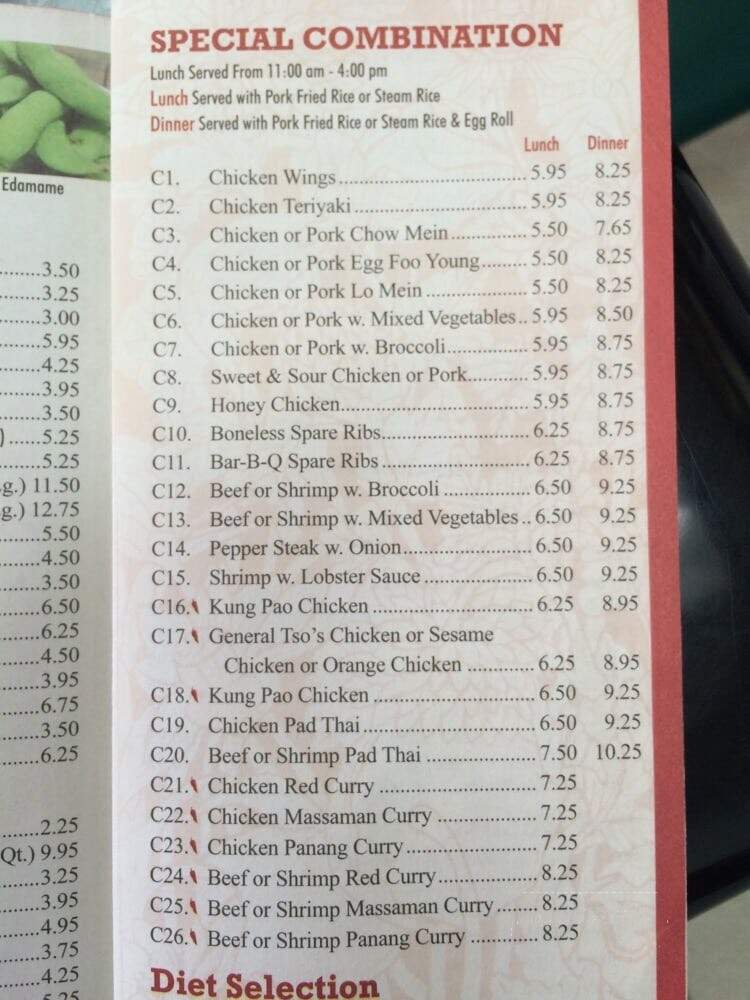 Edamame
........3.50
........3.25
........3.00
........5.95
........4.25
........3.95
........3.50
)......5.25
........5.25
g.) 11.50
g.) 12.75
........5.50
........4.50
........3.50
........6.50
........6.25
........4.50
........3.95
........6.75
........3.50
........6.25
.......2.25
Qt.) 9.95
.......3.25
.......3.95
.......4.95
.......3.75
.......4.25
SPECIAL COMBINATION
Lunch Served From 11:00 am - 4:00 pm
Lunch Served with Pork Fried Rice or Steam Rice
Dinner Served with Pork Fried Rice or Steam Rice & Egg Roll
Lunch Dinner
C1. Chicken Wings.................................. 5.95 8.25
C2. Chicken Teriyaki............................... 5.95 8.25
C3. Chicken or Pork Chow Mein.............. 5.50 7.65
C4. Chicken or Pork Egg Foo Young........ 5.50 8.25
C5. Chicken or Pork Lo Mein .................. 5.50 8.25
C6. Chicken or Pork w. Mixed Vegetables.. 5.95 8.50
C7. Chicken or Pork w. Broccoli............... 5.95 8.75
C8. Sweet & Sour Chicken or Pork........... 5.95 8.75
C9. Honey Chicken.................................. 5.95 8.75
C10. Boneless Spare Ribs........................... 6.25 8.75
C11. Bar-B-Q Spare Ribs ........................... 6.25 8.75
C12. Beef or Shrimp w. Broccoli ................ 6.50 9.25
C13. Beef or Shrimp w. Mixed Vegetables.. 6.50 9.25
C14. Pepper Steak w. Onion........................ 6.50 9.25
C15. Shrimp w. Lobster Sauce .................... 6.50 9.25
C16. Kung Pao Chicken ............................. 6.25 8.95
C17. General Tso's Chicken or Sesame
Chicken or Orange Chicken ............. 6.25 8.95
C18. Kung Pao Chicken ............................. 6.50 9.25
C19. Chicken Pad Thai............................... 6.50 9.25
C20. Beef or Shrimp Pad Thai .................... 7.50 10.25
C21. Chicken Red Curry ............................ 7.25
C22. Chicken Massaman Curry .................. 7.25
C23. Chicken Panang Curry........................ 7.25
C24. Beef or Shrimp Red Curry.................. 8.25
C25. Beef or Shrimp Massaman Curry........ 8.25
C26. Beef or Shrimp Panang Curry ............ 8.25
Diet Selection